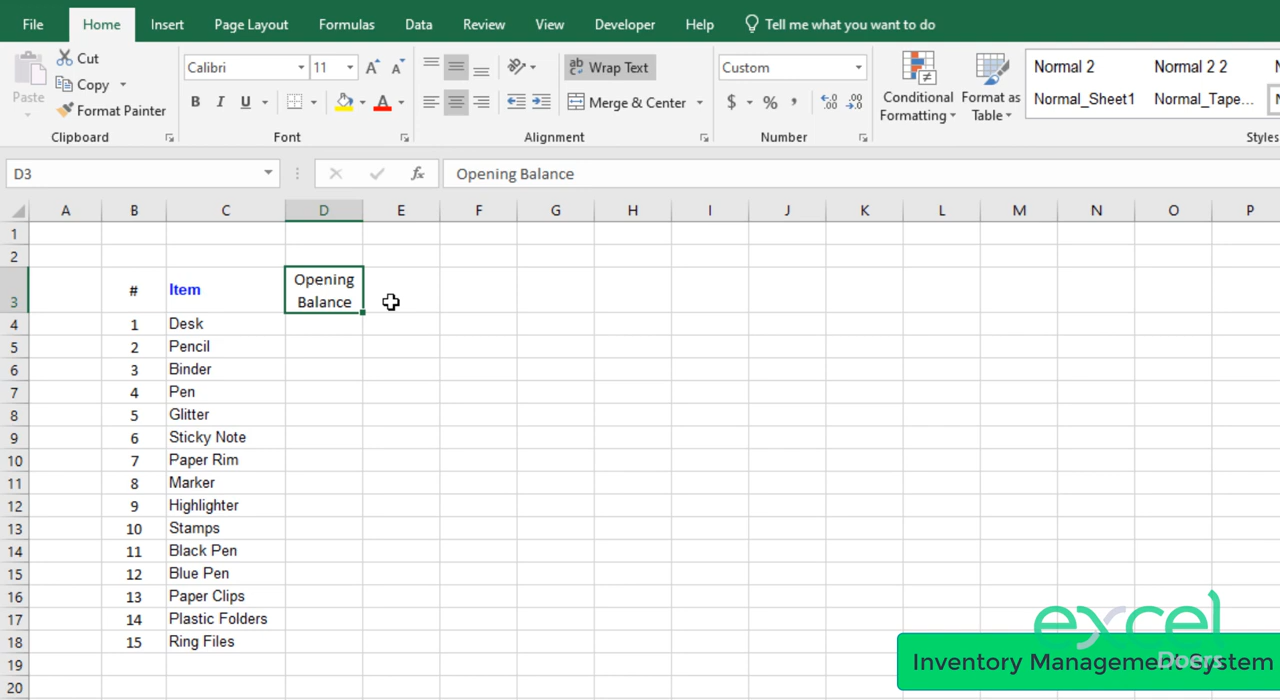 File Home Insert Page Layout Formulas Data Review View Developer Help Tell me what you want to do
Paste
Cut
Copy
Format Painter
Clipboard
Calibri 11 A A
B I U A
Font
ab Wrap Text
Merge & Center
Alignment
Custom
$ % ,
Number
Conditional Formatting
Format as Table
Normal 2 Normal 2 2
Normal_Sheet1 Normal_Tape...
Styles
D3 fx Opening Balance
A B C D E F G H I J K L M N O P
1
2
3 # Item Opening Balance
4 1 Desk
5 2 Pencil
6 3 Binder
7 4 Pen
8 5 Glitter
9 6 Sticky Note
10 7 Paper Rim
11 8 Marker
12 9 Highlighter
13 10 Stamps
14 11 Black Pen
15 12 Blue Pen
16 13 Paper Clips
17 14 Plastic Folders
18 15 Ring Files
19
20
excel
Doers
Inventory Management System